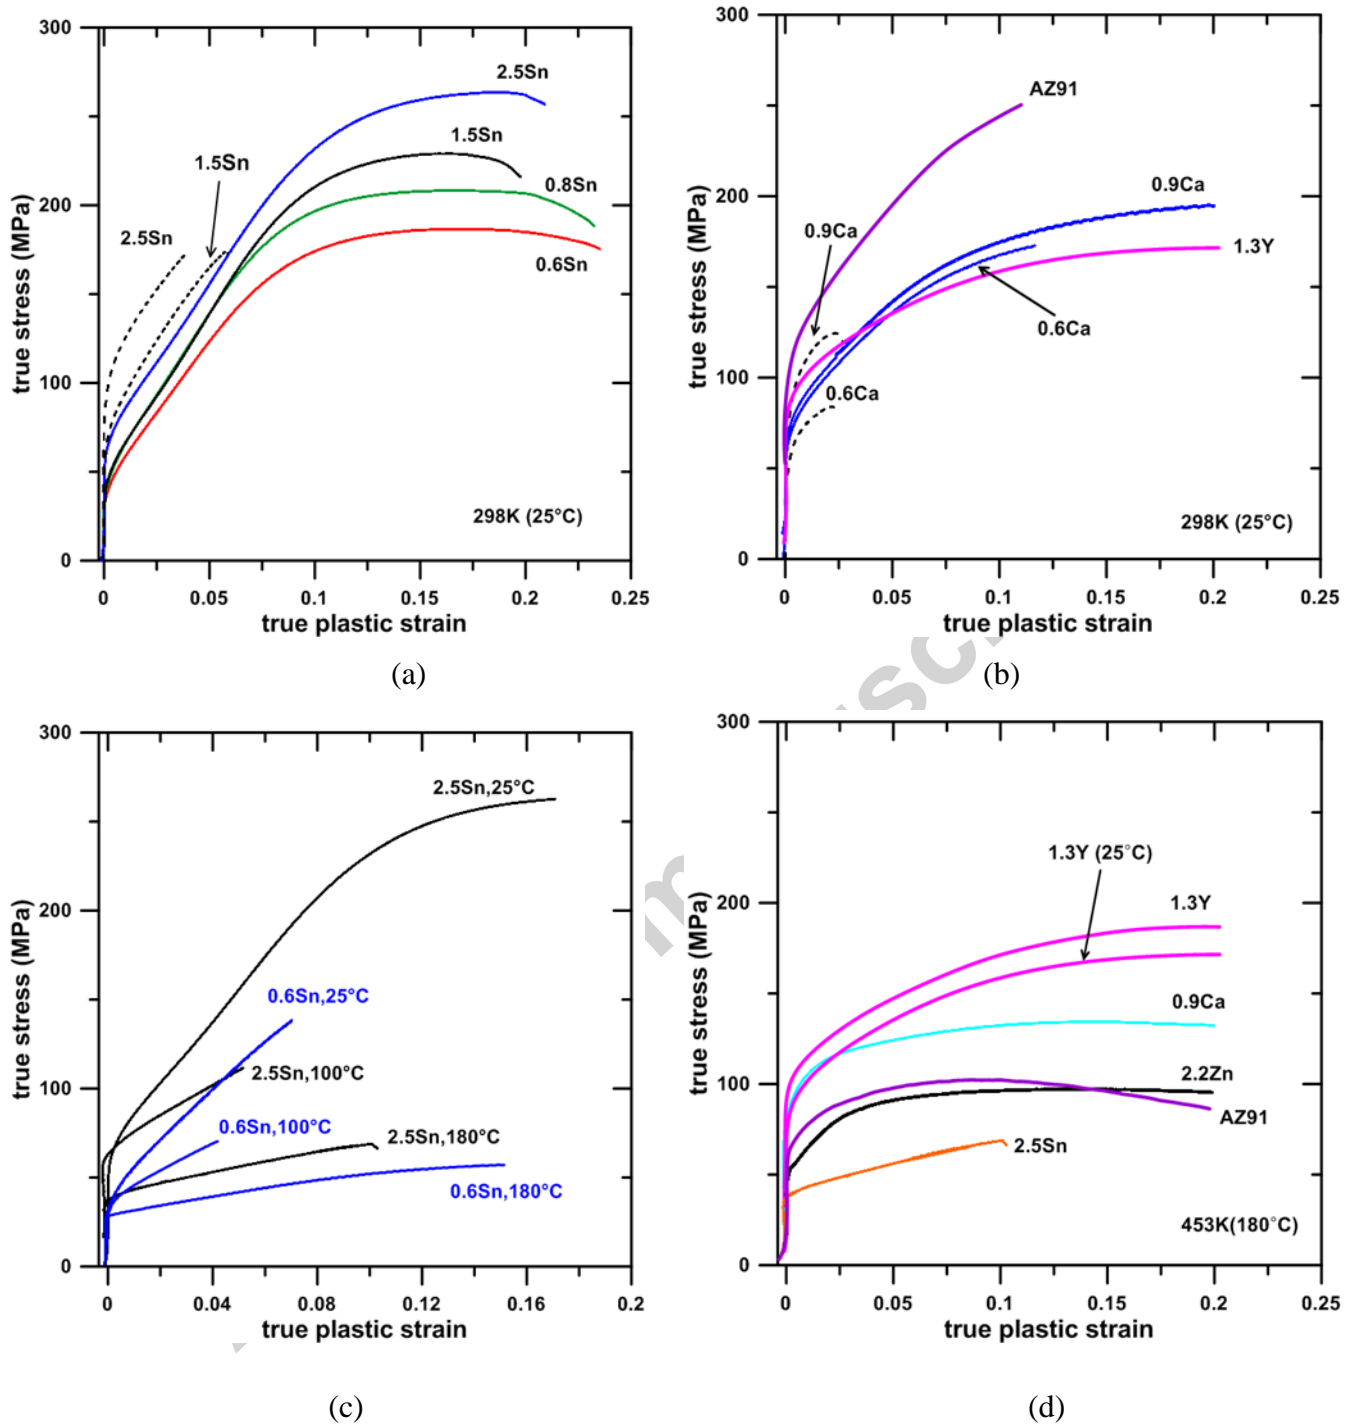 300
200
100
0
true stress (MPa)
2.5Sn
1.5Sn
1.5Sn
0.8Sn
2.5Sn
0.6Sn
298K (25°C)
0
0.05
0.1
0.15
0.2
0.25
true plastic strain
(a)
300
200
100
0
true stress (MPa)
AZ91
0.9Ca
0.9Ca
1.3Y
0.6Ca
0.6Ca
298K (25°C)
0
0.05
0.1
0.15
0.2
0.25
true plastic strain
(b)
300
200
100
0
true stress (MPa)
2.5Sn,25°C
0.6Sn,25°C
2.5Sn,100°C
0.6Sn,100°C
2.5Sn,180°C
0.6Sn,180°C
0
0.04
0.08
0.12
0.16
0.2
true plastic strain
(c)
300
200
100
0
true stress (MPa)
1.3Y (25°C)
1.3Y
0.9Ca
2.2Zn
AZ91
2.5Sn
453K(180°C)
0
0.05
0.1
0.15
0.2
0.25
true plastic strain
(d)